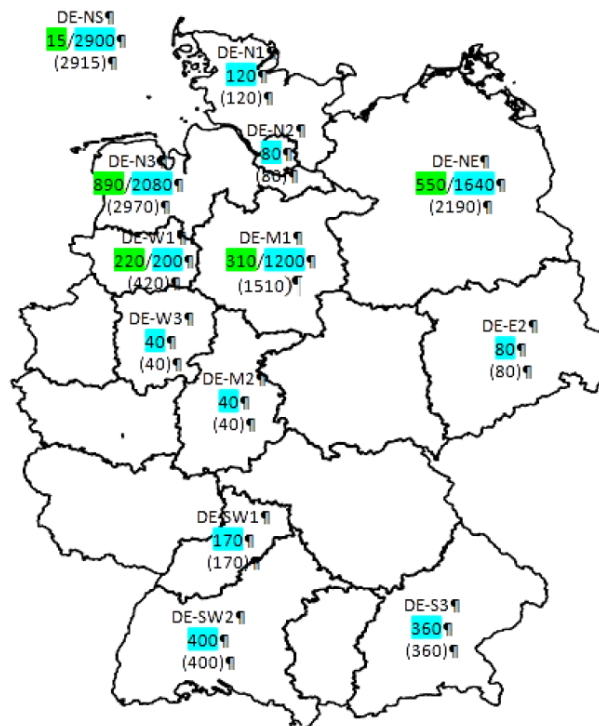 DE-NS¶
15/2900¶
(2915)¶
DE-N1¶
120¶
(120)¶
DE-N2¶
80¶
(80)¶
DE-N3¶
890/2080¶
(2970)¶
DE-NE¶
550/1640¶
(2190)¶
DE-W1¶
220/200¶
(420)¶
DE-M1¶
310/1200¶
(1510)¶
DE-W3¶
40¶
(40)¶
DE-E2¶
80¶
(80)¶
DE-M2¶
40¶
(40)¶
DE-SW1¶
170¶
(170)¶
DE-SW2¶
400¶
(400)¶
DE-S3¶
360¶
(360)¶